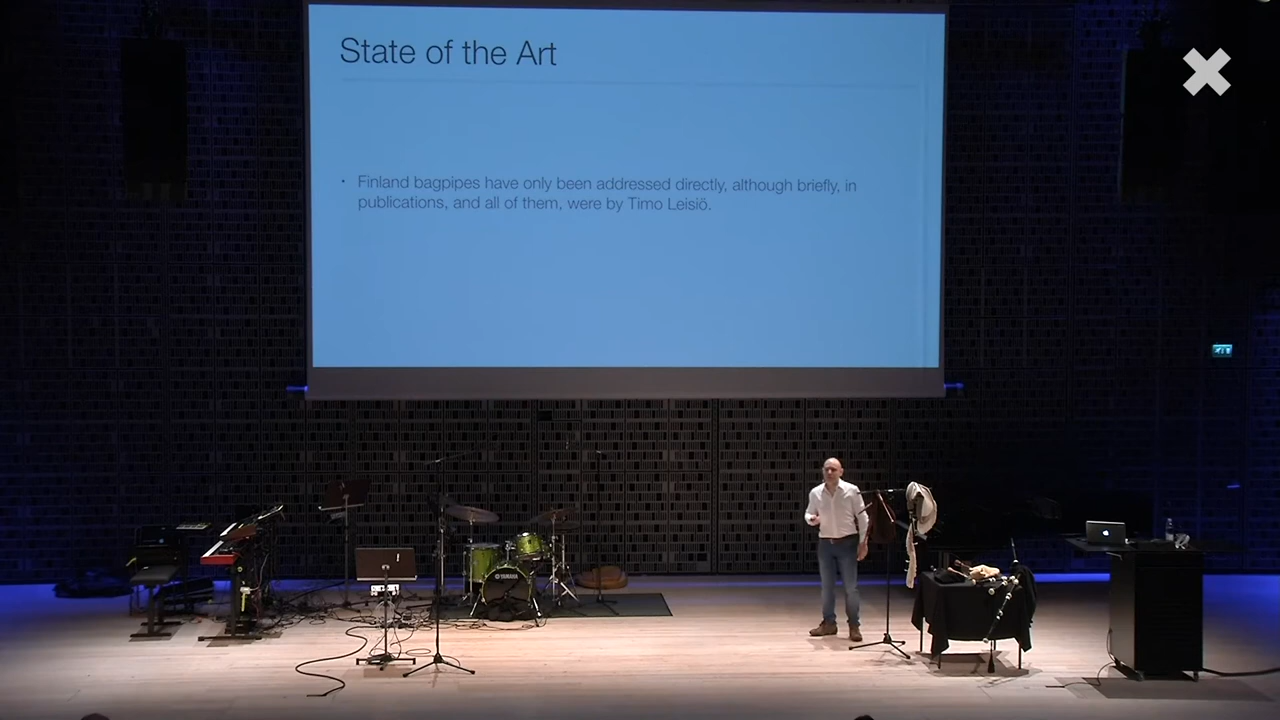 State of the Art
• Finland bagpipes have only been addressed directly, although briefly, in
publications, and all of them, were by Timo Leisiö.
YAMAHA